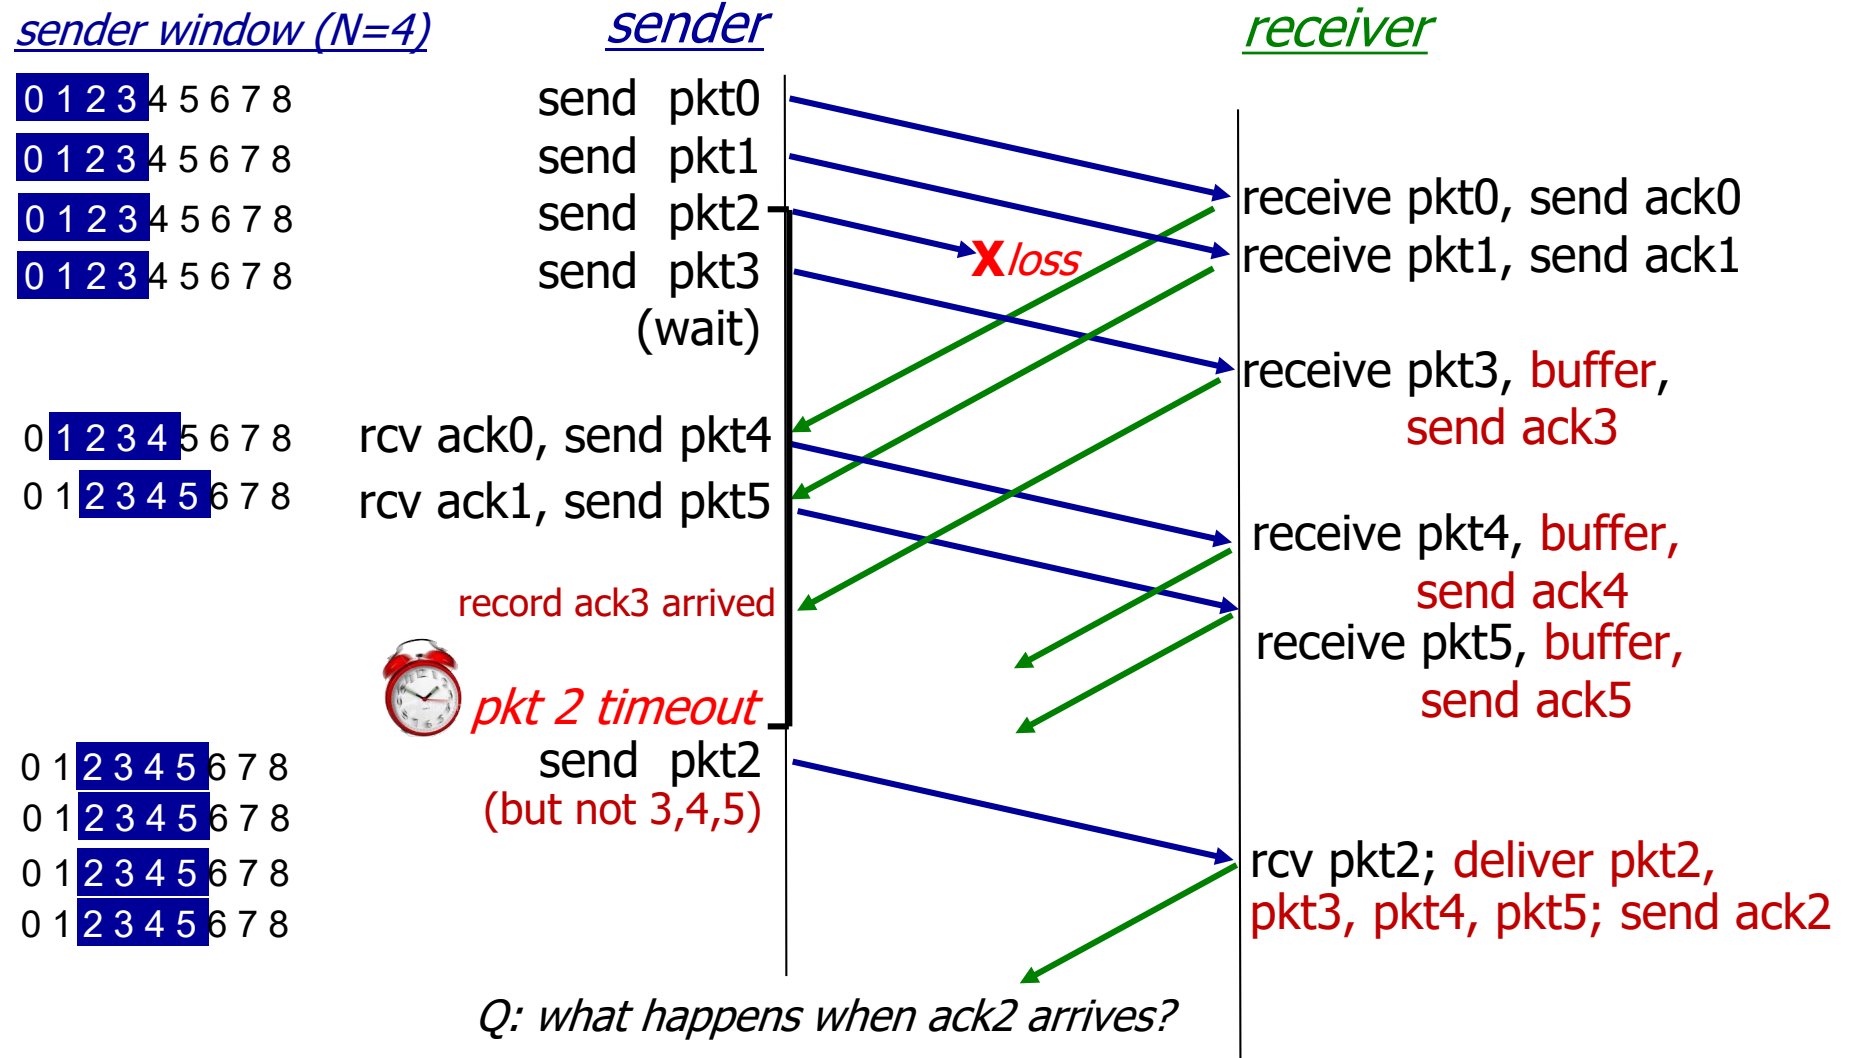 sender window (N=4)
sender
receiver
0 1 2 3 4 5 6 7 8
send pkt0
0 1 2 3 4 5 6 7 8
send pkt1
0 1 2 3 4 5 6 7 8
send pkt2
0 1 2 3 4 5 6 7 8
send pkt3
(wait)
X loss
receive pkt0, send ack0
receive pkt1, send ack1
receive pkt3, buffer,
send ack3
0 1 2 3 4 5 6 7 8
rcv ack0, send pkt4
0 1 2 3 4 5 6 7 8
rcv ack1, send pkt5
receive pkt4, buffer,
send ack4
record ack3 arrived
receive pkt5, buffer,
send ack5
pkt 2 timeout
0 1 2 3 4 5 6 7 8
send pkt2
0 1 2 3 4 5 6 7 8
(but not 3,4,5)
0 1 2 3 4 5 6 7 8
0 1 2 3 4 5 6 7 8
rcv pkt2; deliver pkt2,
pkt3, pkt4, pkt5; send ack2
Q: what happens when ack2 arrives?